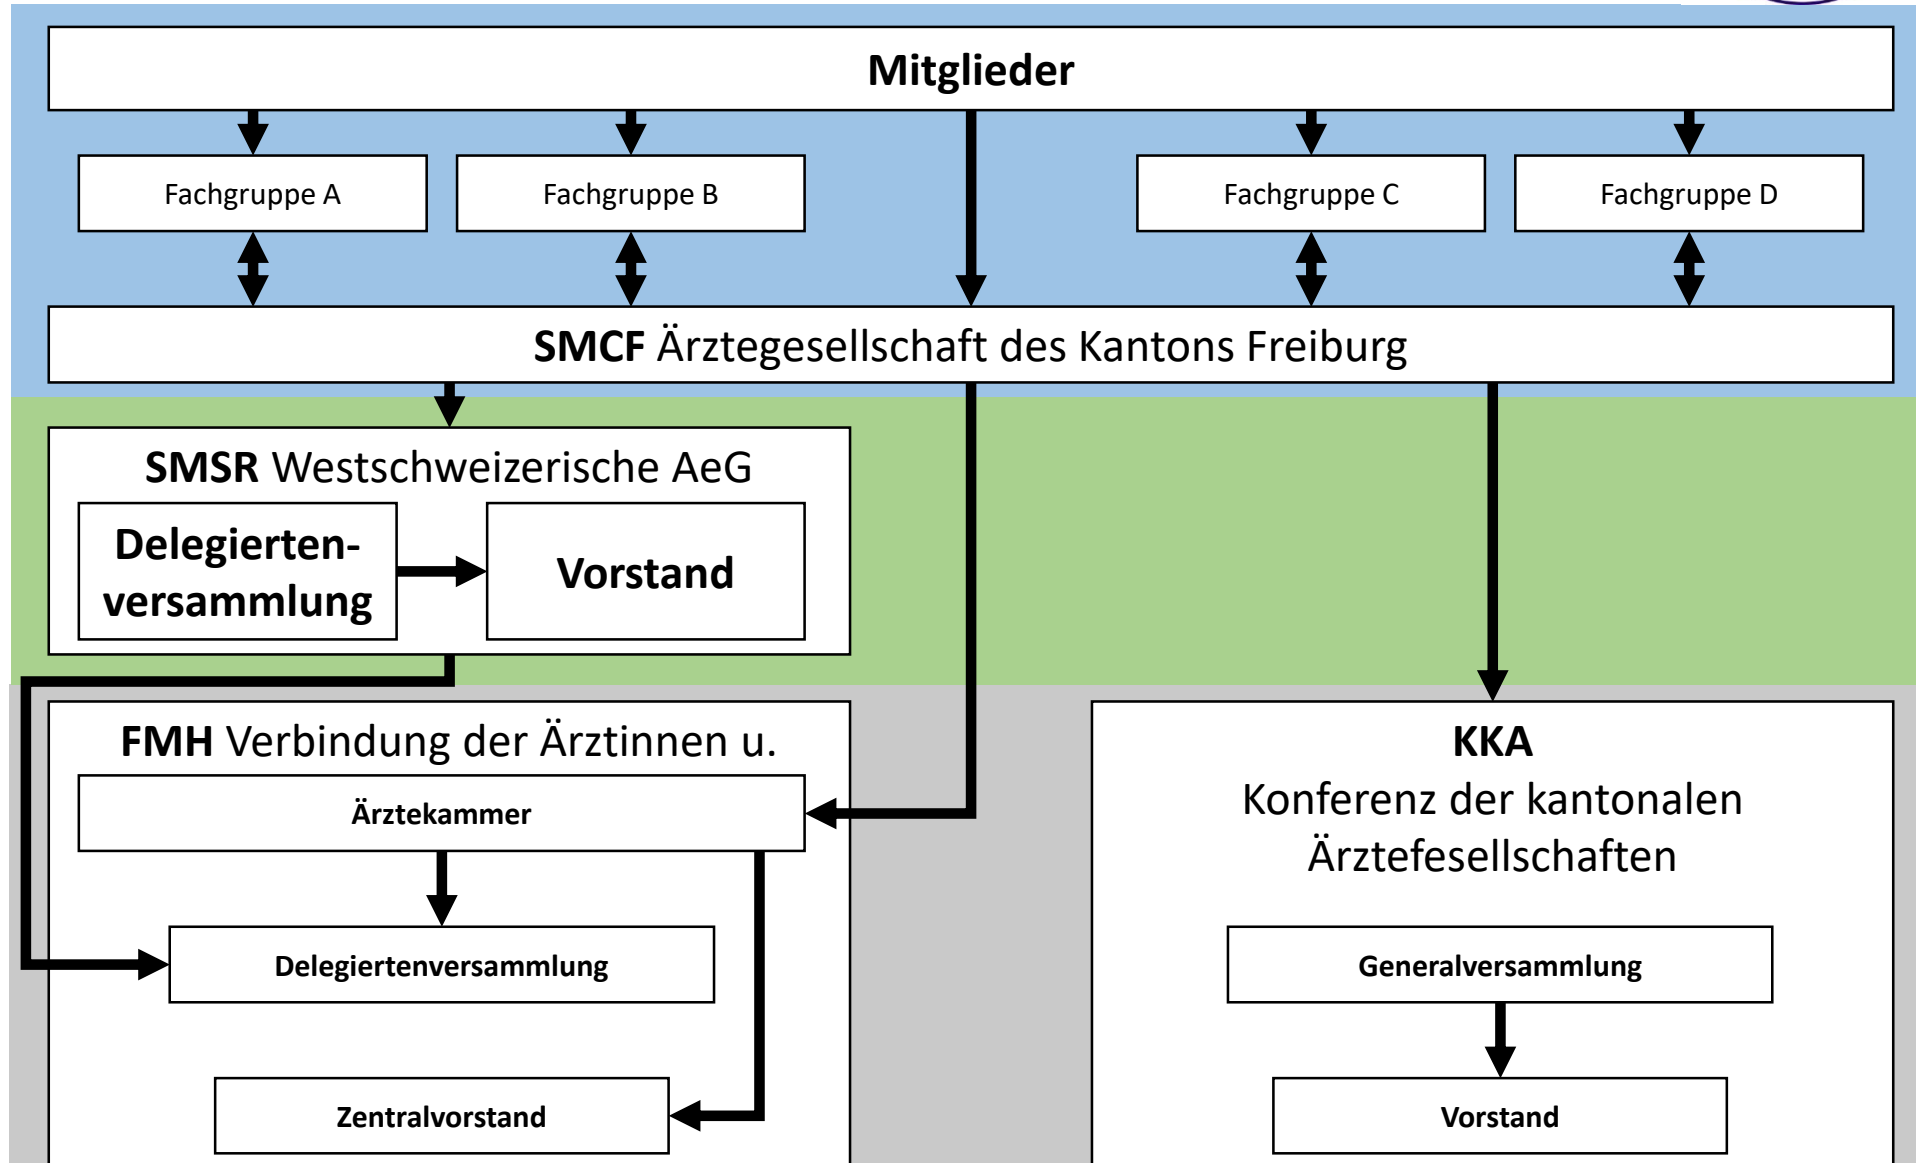 Mitglieder
Fachgruppe A
Fachgruppe B
Fachgruppe C
Fachgruppe D
SMCF Ärztegesellschaft des Kantons Freiburg
SMSR Westschweizerische AeG
Delegierten-
versammlung
Vorstand
FMH Verbindung der Ärztinnen u.
Ärztekammer
Delegiertenversammlung
Zentralvorstand
KKA
Konferenz der kantonalen
Ärztefesellschaften
Generalversammlung
Vorstand